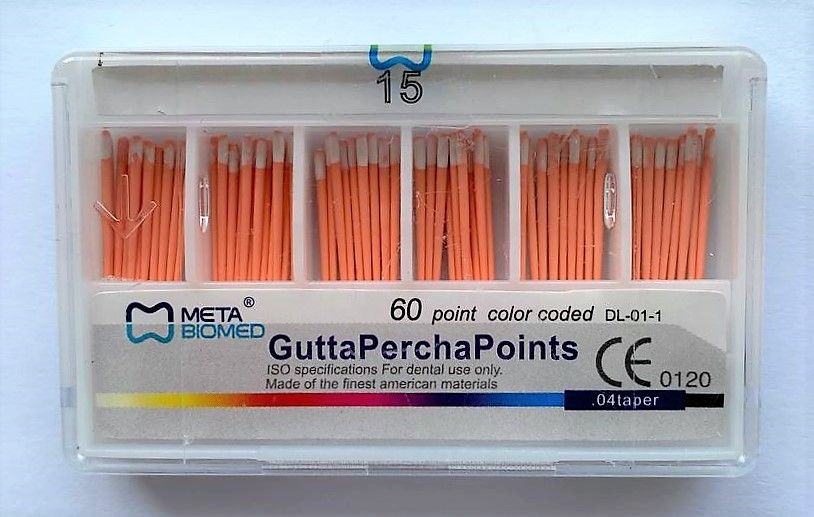 15
META ®
BIOMED
60 point color coded DL-01-1
GuttaPerchaPoints
ISO specifications For dental use only.
Made of the finest american materials
CE 0120
.04taper